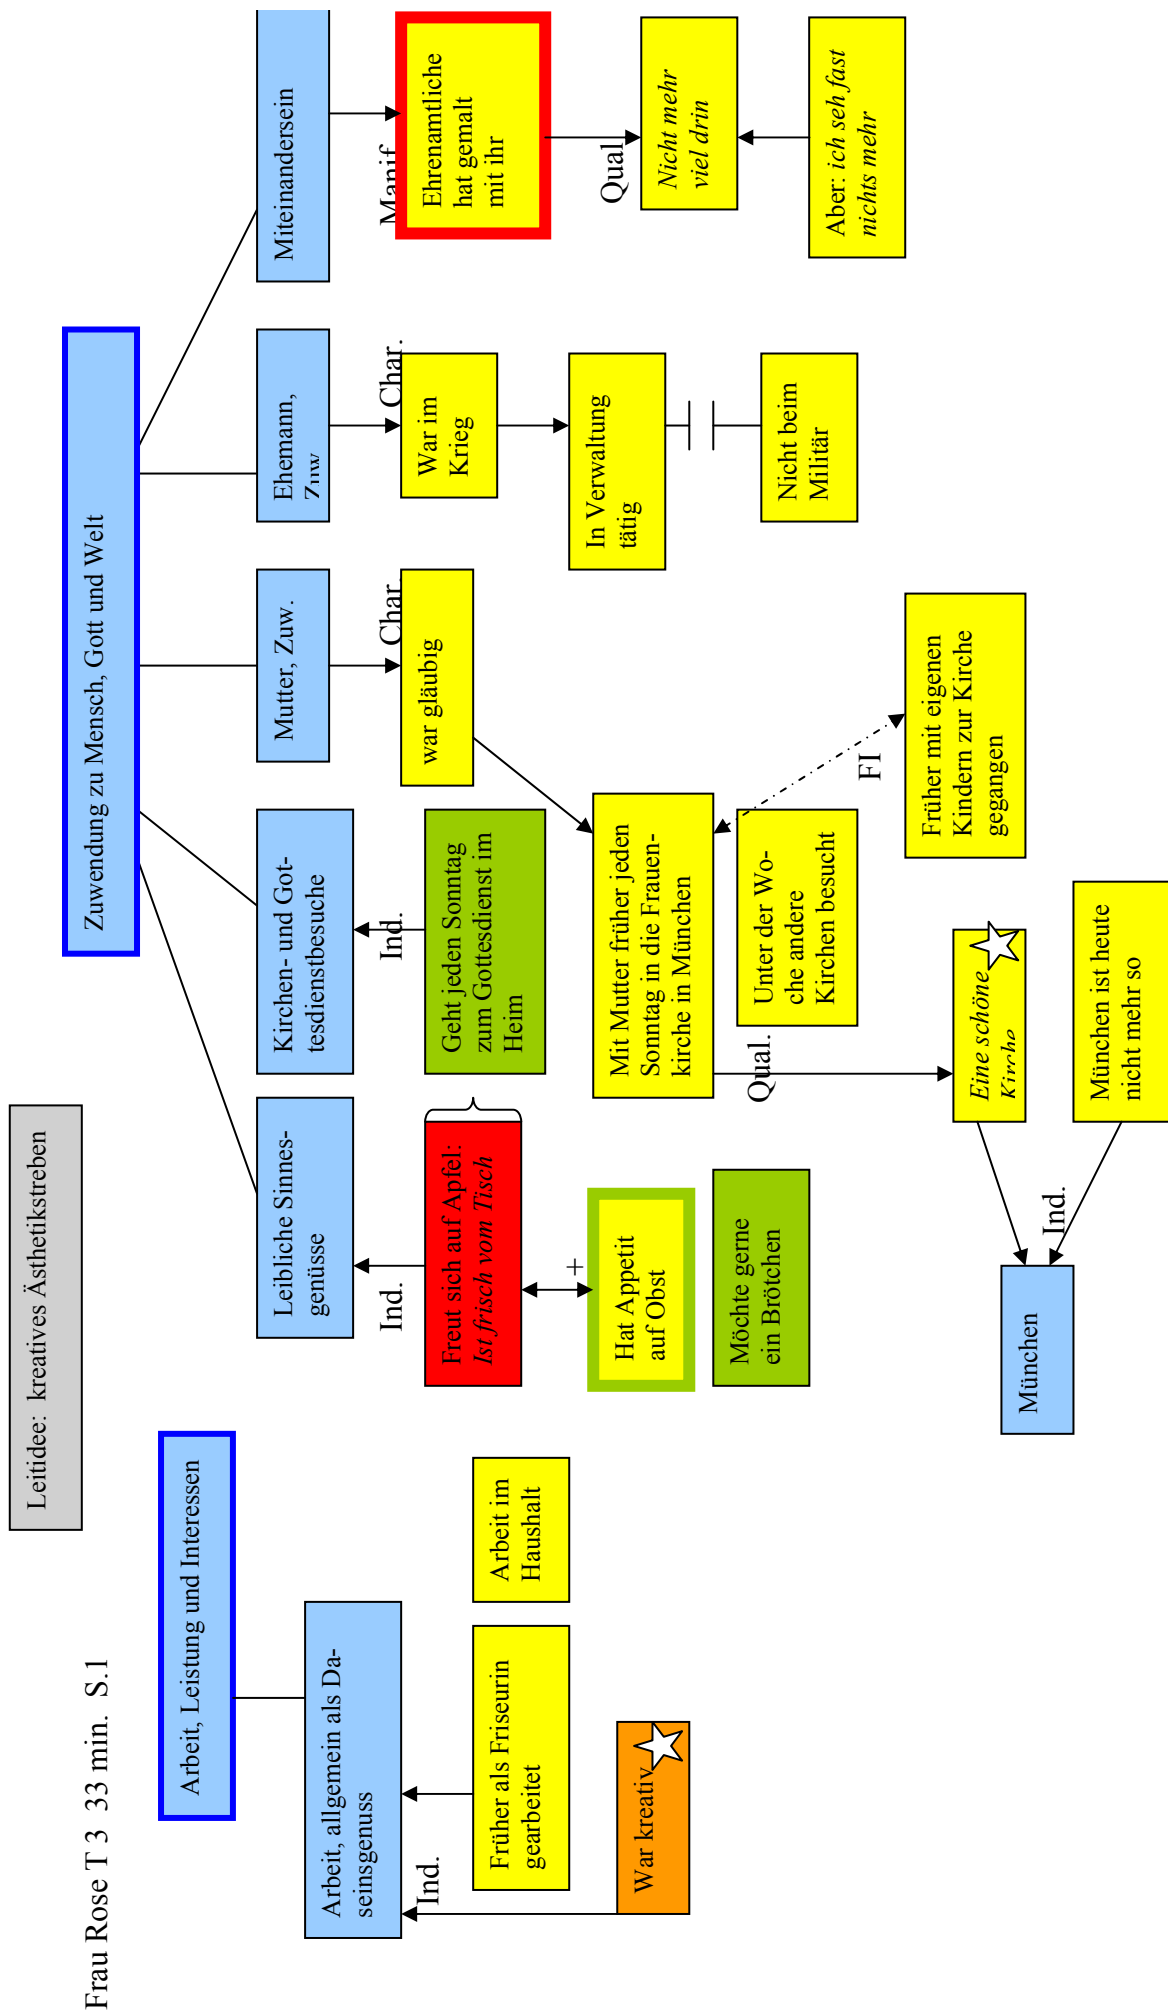 Frau Rose T 3 33 min. S.1
Leitidee: kreatives Ästhetikstreben
Arbeit, Leistung und Interessen
Arbeit, allgemein als Da-
seinsgenuss
Ind.
Früher als Friseurin
gearbeitet
Arbeit im
Haushalt
War kreativ
Zuwendung zu Mensch, Gott und Welt
Leibliche Sinnes-
genüsse
Ind.
Freut sich auf Apfel:
Ist frisch vom Tisch
+
Hat Appetit
auf Obst
Möchte gerne
ein Brötchen
Kirchen- und Got-
tesdienstbesuche
Ind.
Geht jeden Sonntag
zum Gottesdienst im
Heim
Mutter, Zuw.
Char.
war gläubig
Mit Mutter früher jeden
Sonntag in die Frauen-
kirche in München
Unter der Wo-
che andere
Kirchen besucht
FI
Früher mit eigenen
Kindern zur Kirche
gegangen
Qual.
Eine schöne
Kirche
München
Ind.
München ist heute
nicht mehr so
Ehemann,
Zuw
Char.
War im
Krieg
In Verwaltung
tätig
Nicht beim
Militär
Miteinandersein
Manif
Ehrenamtliche
hat gemalt
mit ihr
Qual
Nicht mehr
viel drin
Aber: ich seh fast
nichts mehr